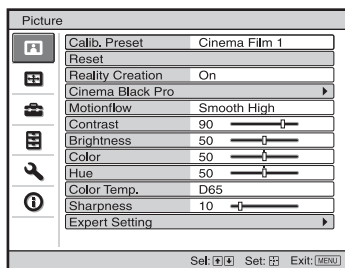 Picture
Calib. Preset Cinema Film 1
Reset
Reality Creation On
Cinema Black Pro
Motionflow Smooth High
Contrast 90
Brightness 50
Color 50
Hue 50
Color Temp. D65
Sharpness 10
Expert Setting
Sel: Set: Exit: MENU